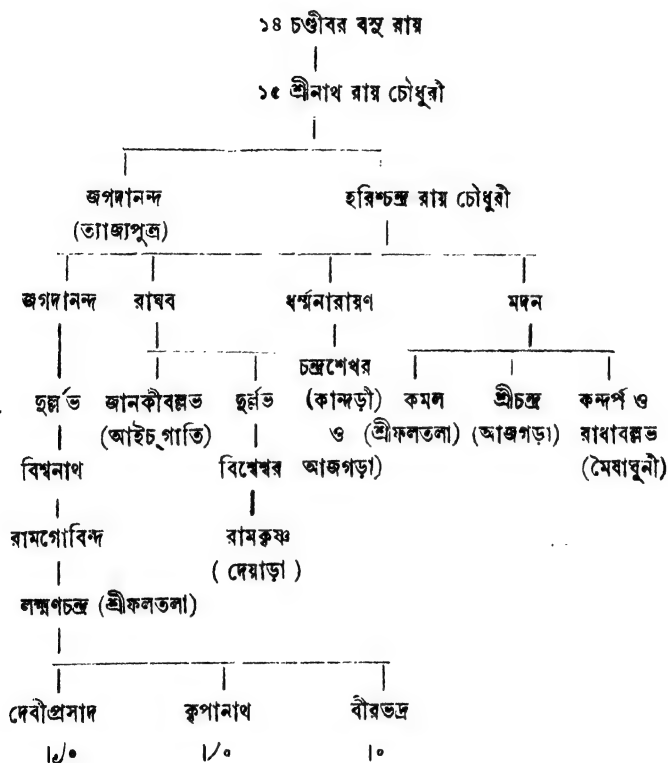 ১৪ চণ্ডীবর বসু রায়
১৫ শ্রীনাথ রায় চৌধুরী
জগদানন্দ হরিশ্চন্দ্র রায় চৌধুরী
(ত্যাজ্যপুত্র)
জগদানন্দ রাঘব ধর্ম্মনারায়ণ মদন
চন্দ্রশেখর
দুর্ল্লভ জানকীবল্লভ দুর্ল্লভ (কান্দড়ী) কমল শ্রীচন্দ্র কন্দর্প ও
(আইচ্‌গাতি) ও (শ্রীফলতলা) (আজগড়া) রাধাবল্লভ
বিশ্বনাথ বিশ্বেশ্বর আজগড়া) (মৈষাঘুনী)
রামগোবিন্দ রামকৃষ্ণ
( দেয়াড়া )
লক্ষ্মণচন্দ্র (শ্রীফলতলা)
দেবীপ্রসাদ কৃপানাথ বীরভদ্র
।৵৹ ।৴৹ ।৹